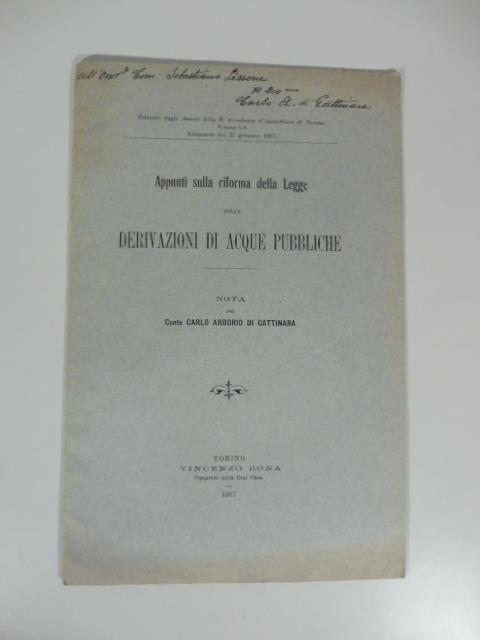 all'Onor.le Com. Sebastiano Lissone
Il Dev.mo
Carlo A. di Gattinara
Estratto dagli Annali della R. Accademia d'Agricoltura di Torino
Volume LX
Adunanza del 21 gennaio 1917
Appunti sulla riforma della Legge
SULLE
DERIVAZIONI DI ACQUE PUBBLICHE
NOTA
DEL
Conte CARLO ARBORIO DI GATTINARA
TORINO
VINCENZO BONA
Tipografo della Real Casa
1917